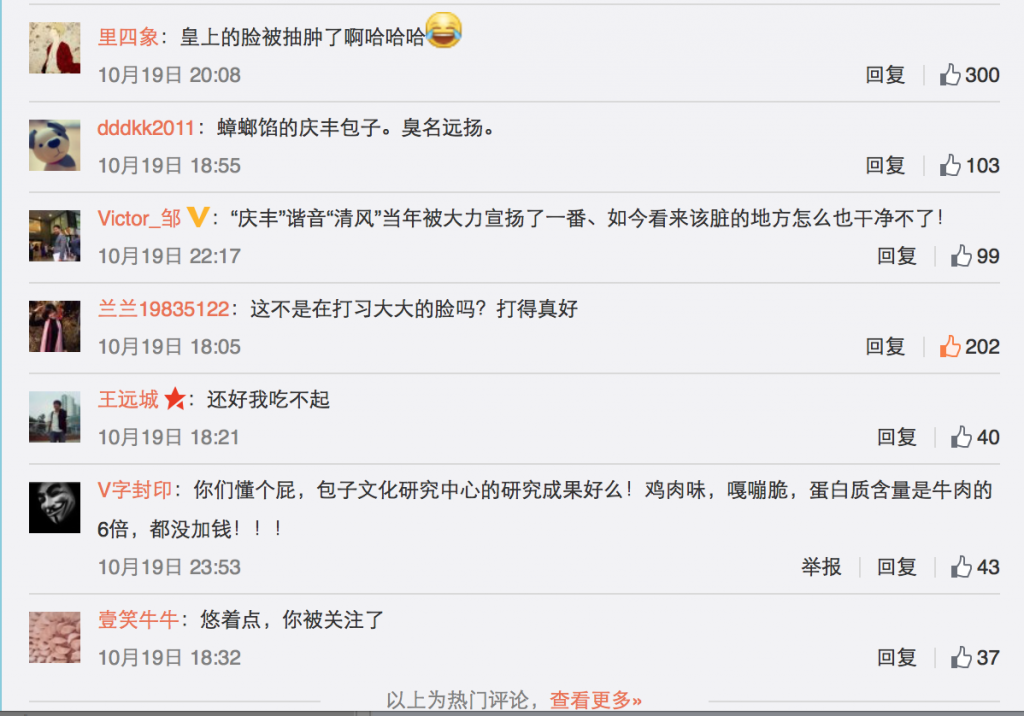 里四象：皇上的脸被抽肿了啊哈哈哈😂
10月19日 20:08
回复 300
dddkk2011：蟑螂馅的庆丰包子。臭名远扬。
10月19日 18:55
回复 103
Victor_邹：“庆丰”谐音“清风”当年被大力宣扬了一番、如今看来该脏的地方怎么也干净不了！
10月19日 22:17
回复 99
兰兰19835122：这不是在打习大大的脸吗？打得真好
10月19日 18:05
回复 202
王远城：还好我吃不起
10月19日 18:21
回复 40
V字封印：你们懂个屁，包子文化研究中心的研究成果好么！鸡肉味，嘎嘣脆，蛋白质含量是牛肉的
6倍，都没加钱！！！
10月19日 23:53
举报 回复 43
壹笑牛牛：悠着点，你被关注了
10月19日 18:32
回复 37
以上为热门评论，查看更多»